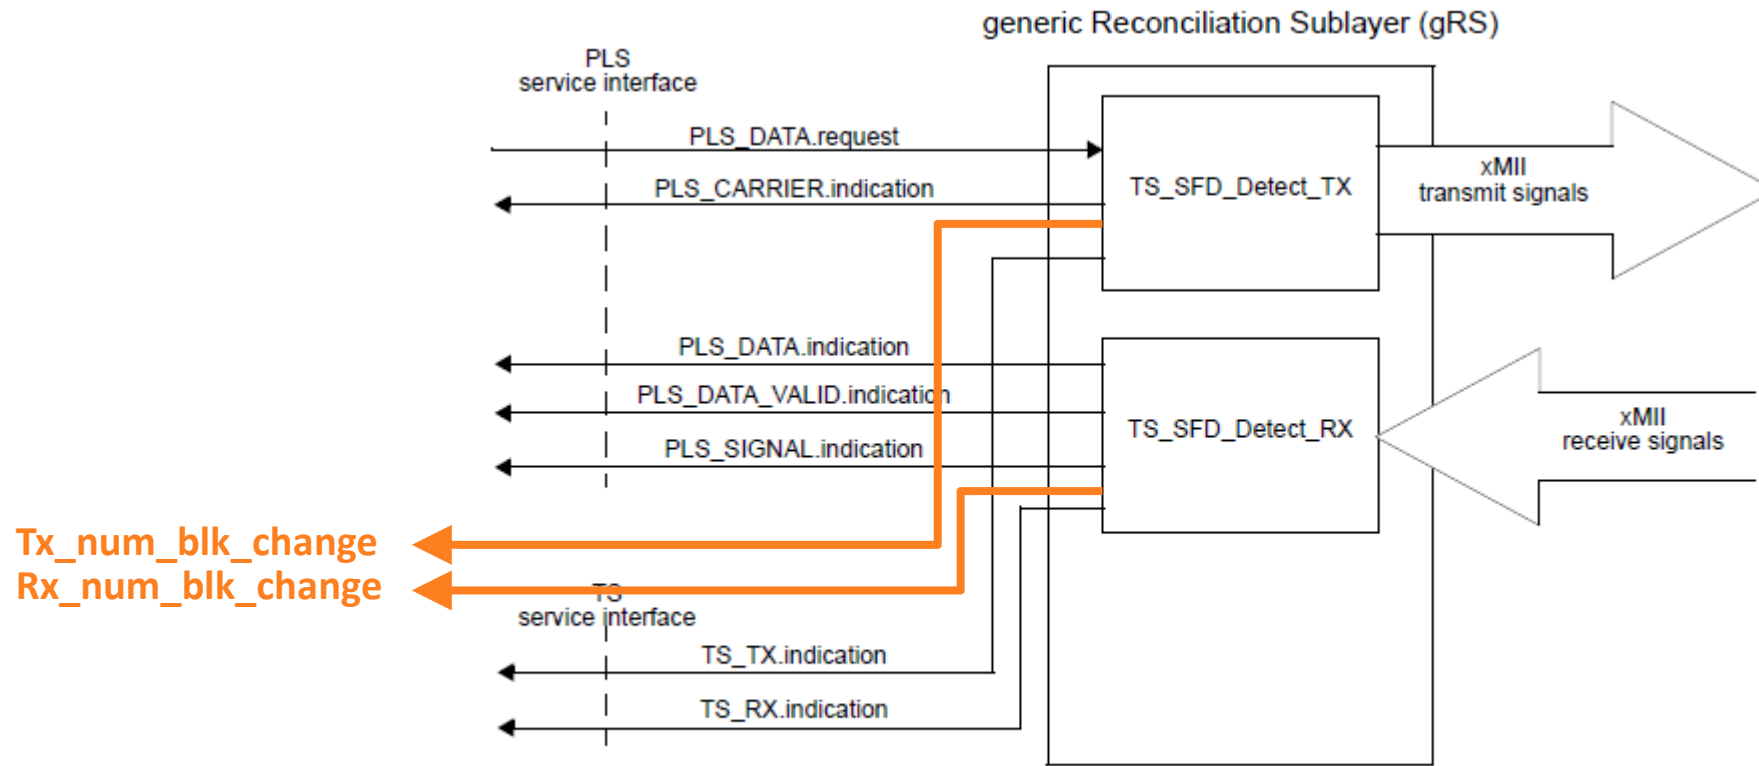 generic Reconciliation Sublayer (gRS)
PLS
service interface
PLS_DATA.request
PLS_CARRIER.indication
TS_SFD_Detect_TX
xMII
transmit signals
PLS_DATA.indication
PLS_DATA_VALID.indication
PLS_SIGNAL.indication
TS_SFD_Detect_RX
xMII
receive signals
Tx_num_blk_change
Rx_num_blk_change
TS
service interface
TS_TX.indication
TS_RX.indication